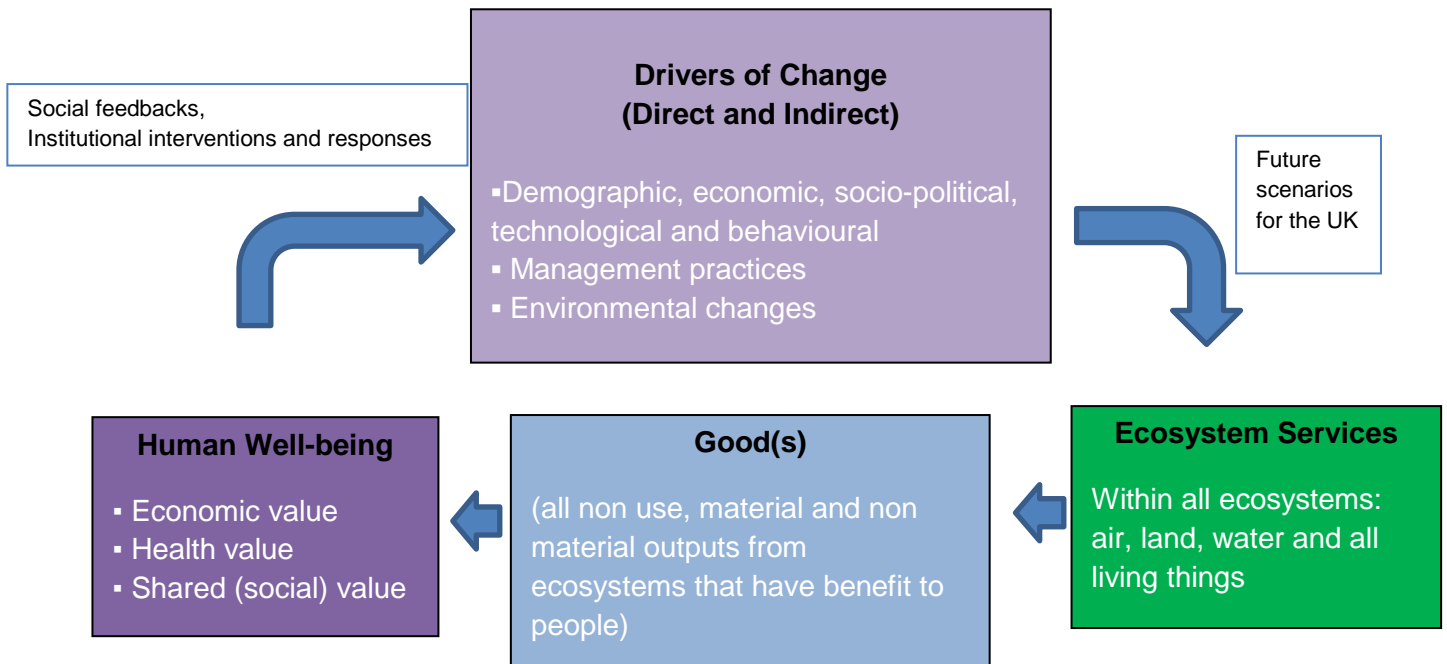 Drivers of Change
(Direct and Indirect)
▪Demographic, economic, socio-political,
technological and behavioural
▪ Management practices
▪ Environmental changes
Social feedbacks,
Institutional interventions and responses
Future
scenarios
for the UK
Human Well-being
▪ Economic value
▪ Health value
▪ Shared (social) value
Good(s)
(all non use, material and non
material outputs from
ecosystems that have benefit to
people)
Ecosystem Services
Within all ecosystems:
air, land, water and all
living things